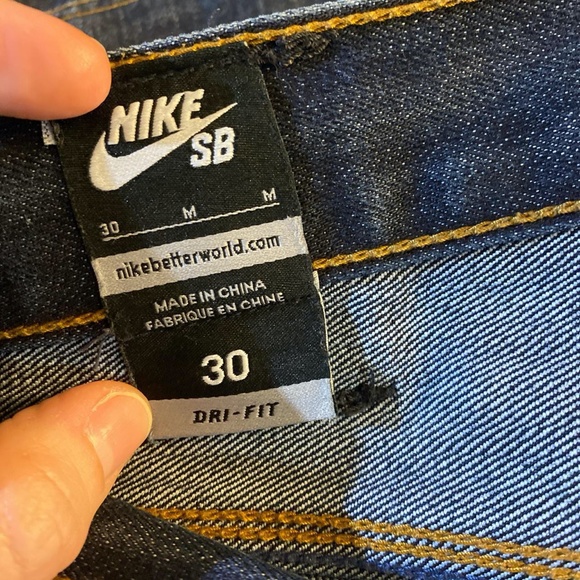 NIKE
SB
30 M M
nikebetterworld.com
MADE IN CHINA
FABRIQUE EN CHINE
30
DRI-FIT